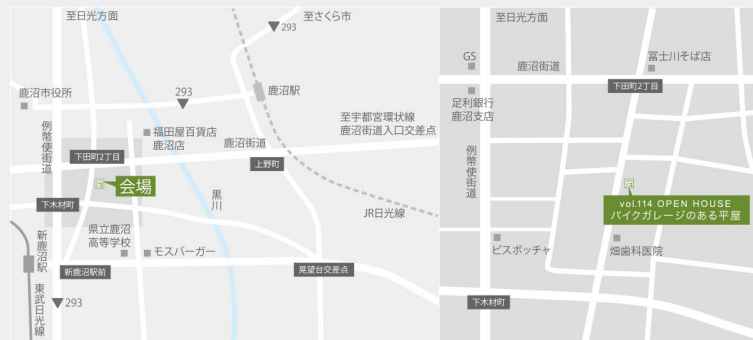 至日光方面
至さくら市
293
鹿沼市役所
293
鹿沼駅
例幣使街道
福田屋百貨店
鹿沼店
至宇都宮環状線
鹿沼街道入口交差点
鹿沼街道
下田町2丁目
上野町
会場
黒川
下木材町
JR日光線
県立鹿沼
高等学校
モスバーガー
新鹿沼駅
新鹿沼駅前
晃望台交差点
東武日光線
293
至日光方面
GS
富士川そば店
鹿沼街道
下田町2丁目
足利銀行
鹿沼支店
例幣使街道
vol.114 OPEN HOUSE
バイクガレージのある平屋
ビスポッチャ
畑歯科医院
下木材町